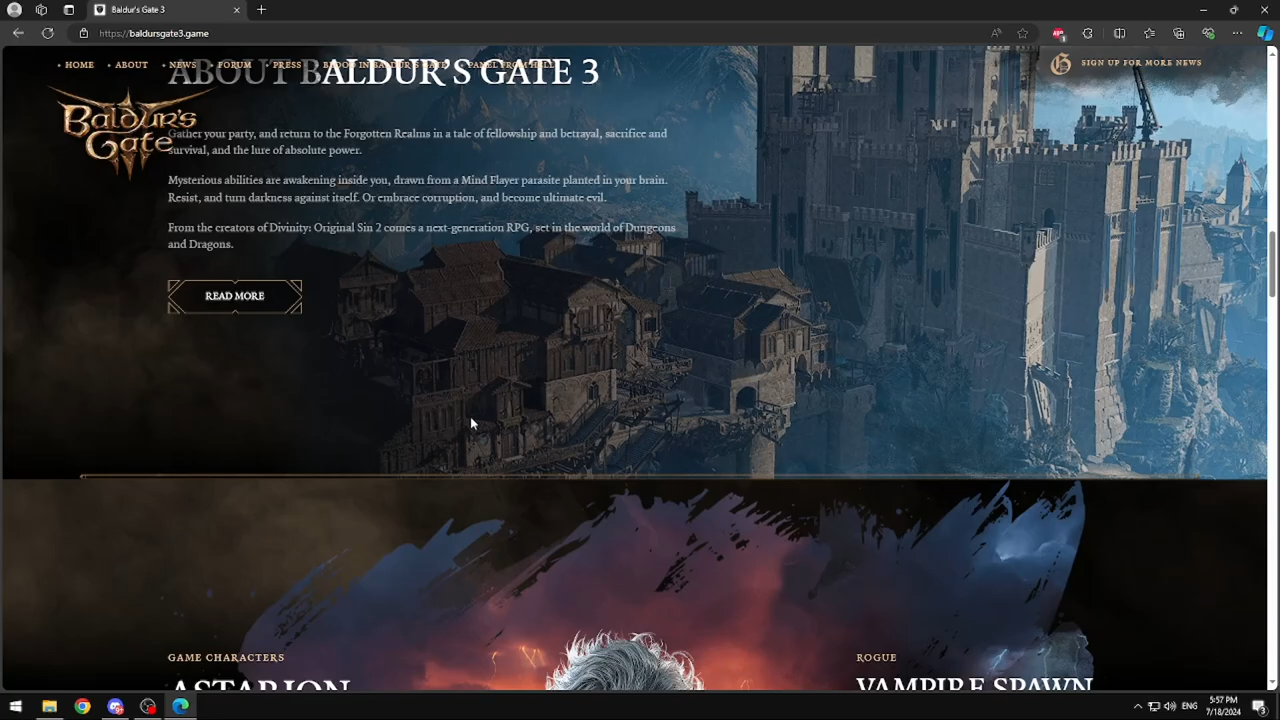 Baldur's Gate 3
https://baldursgate3.game
HOME
ABOUT
NEWS
FORUM
PRESS
SIGN UP FOR MORE NEWS
ABOUT BALDUR'S GATE 3
Baldur's
Gate
Gather your party, and return to the Forgotten Realms in a tale of fellowship and betrayal, sacrifice and
survival, and the lure of absolute power.
Mysterious abilities are awakening inside you, drawn from a Mind Flayer parasite planted in your brain.
Resist, and turn darkness against itself. Or embrace corruption, and become ultimate evil.
From the creators of Divinity: Original Sin 2 comes a next-generation RPG, set in the world of Dungeons
and Dragons.
READ MORE
GAME CHARACTERS
ASTARION
ROGUE
VAMPIRE SPAWN
ENG
5:57 PM
7/18/2024
3